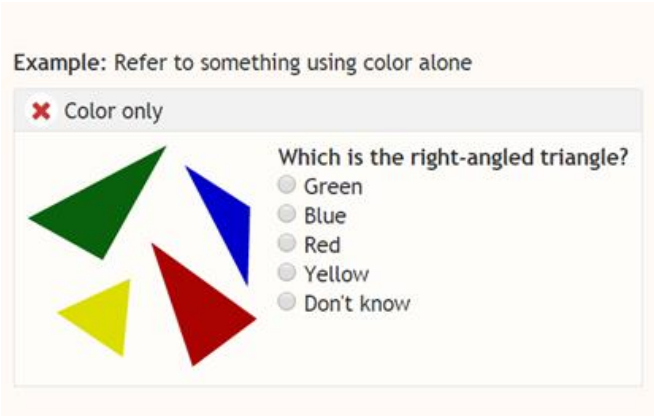 Example: Refer to something using color alone
Color only
Which is the right-angled triangle?
Green
Blue
Red
Yellow
Don't know